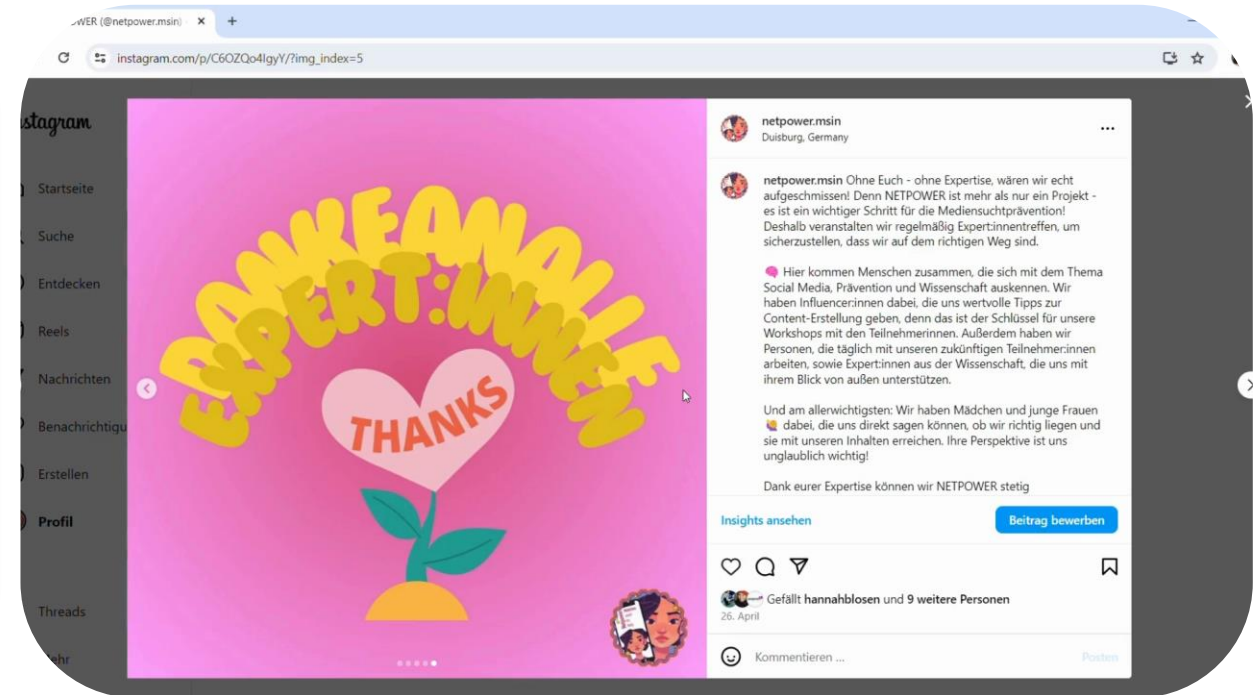 (@netpower.msin)
instagram.com/p/C6OZQo4IgyY/?img_index=5
Startseite
Suche
Entdecken
Reels
Nachrichten
Erstellen
Profil
Threads
DANKE AN ALLE
EXPERT:INNEN
THANKS
netpower.msin
Duisburg, Germany
netpower.msin Ohne Euch - ohne Expertise, wären wir echt
aufgeschmissen! Denn NETPOWER ist mehr als nur ein Projekt -
es ist ein wichtiger Schritt für die Mediensuchtprävention!
Deshalb veranstalten wir regelmäßig Expert:innentreffen, um
sicherzustellen, dass wir auf dem richtigen Weg sind.
🧠 Hier kommen Menschen zusammen, die sich mit dem Thema
Social Media, Prävention und Wissenschaft auskennen. Wir
haben Influencer:innen dabei, die uns wertvolle Tipps zur
Content-Erstellung geben, denn das ist der Schlüssel für unsere
Workshops mit den Teilnehmerinnen. Außerdem haben wir
Personen, die täglich mit unseren zukünftigen Teilnehmer:innen
arbeiten, sowie Expert:innen aus der Wissenschaft, die uns mit
ihrem Blick von außen unterstützen.
Und am allerwichtigsten: Wir haben Mädchen und junge Frauen
dabei, die uns direkt sagen können, ob wir richtig liegen und
sie mit unseren Inhalten erreichen. Ihre Perspektive ist uns
unglaublich wichtig!
Dank eurer Expertise können wir NETPOWER stetig
Insights ansehen
Beitrag bewerben
Gefällt hannahblosen und 9 weitere Personen
26. April
Kommentieren ...
Posten